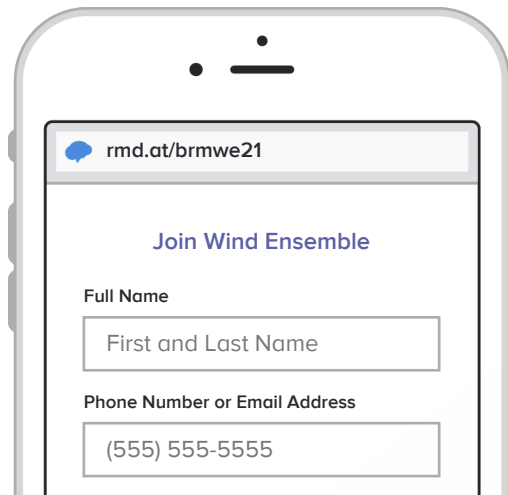 rmd.at/brmwe21
Join Wind Ensemble
Full Name
First and Last Name
Phone Number or Email Address
(555) 555-5555